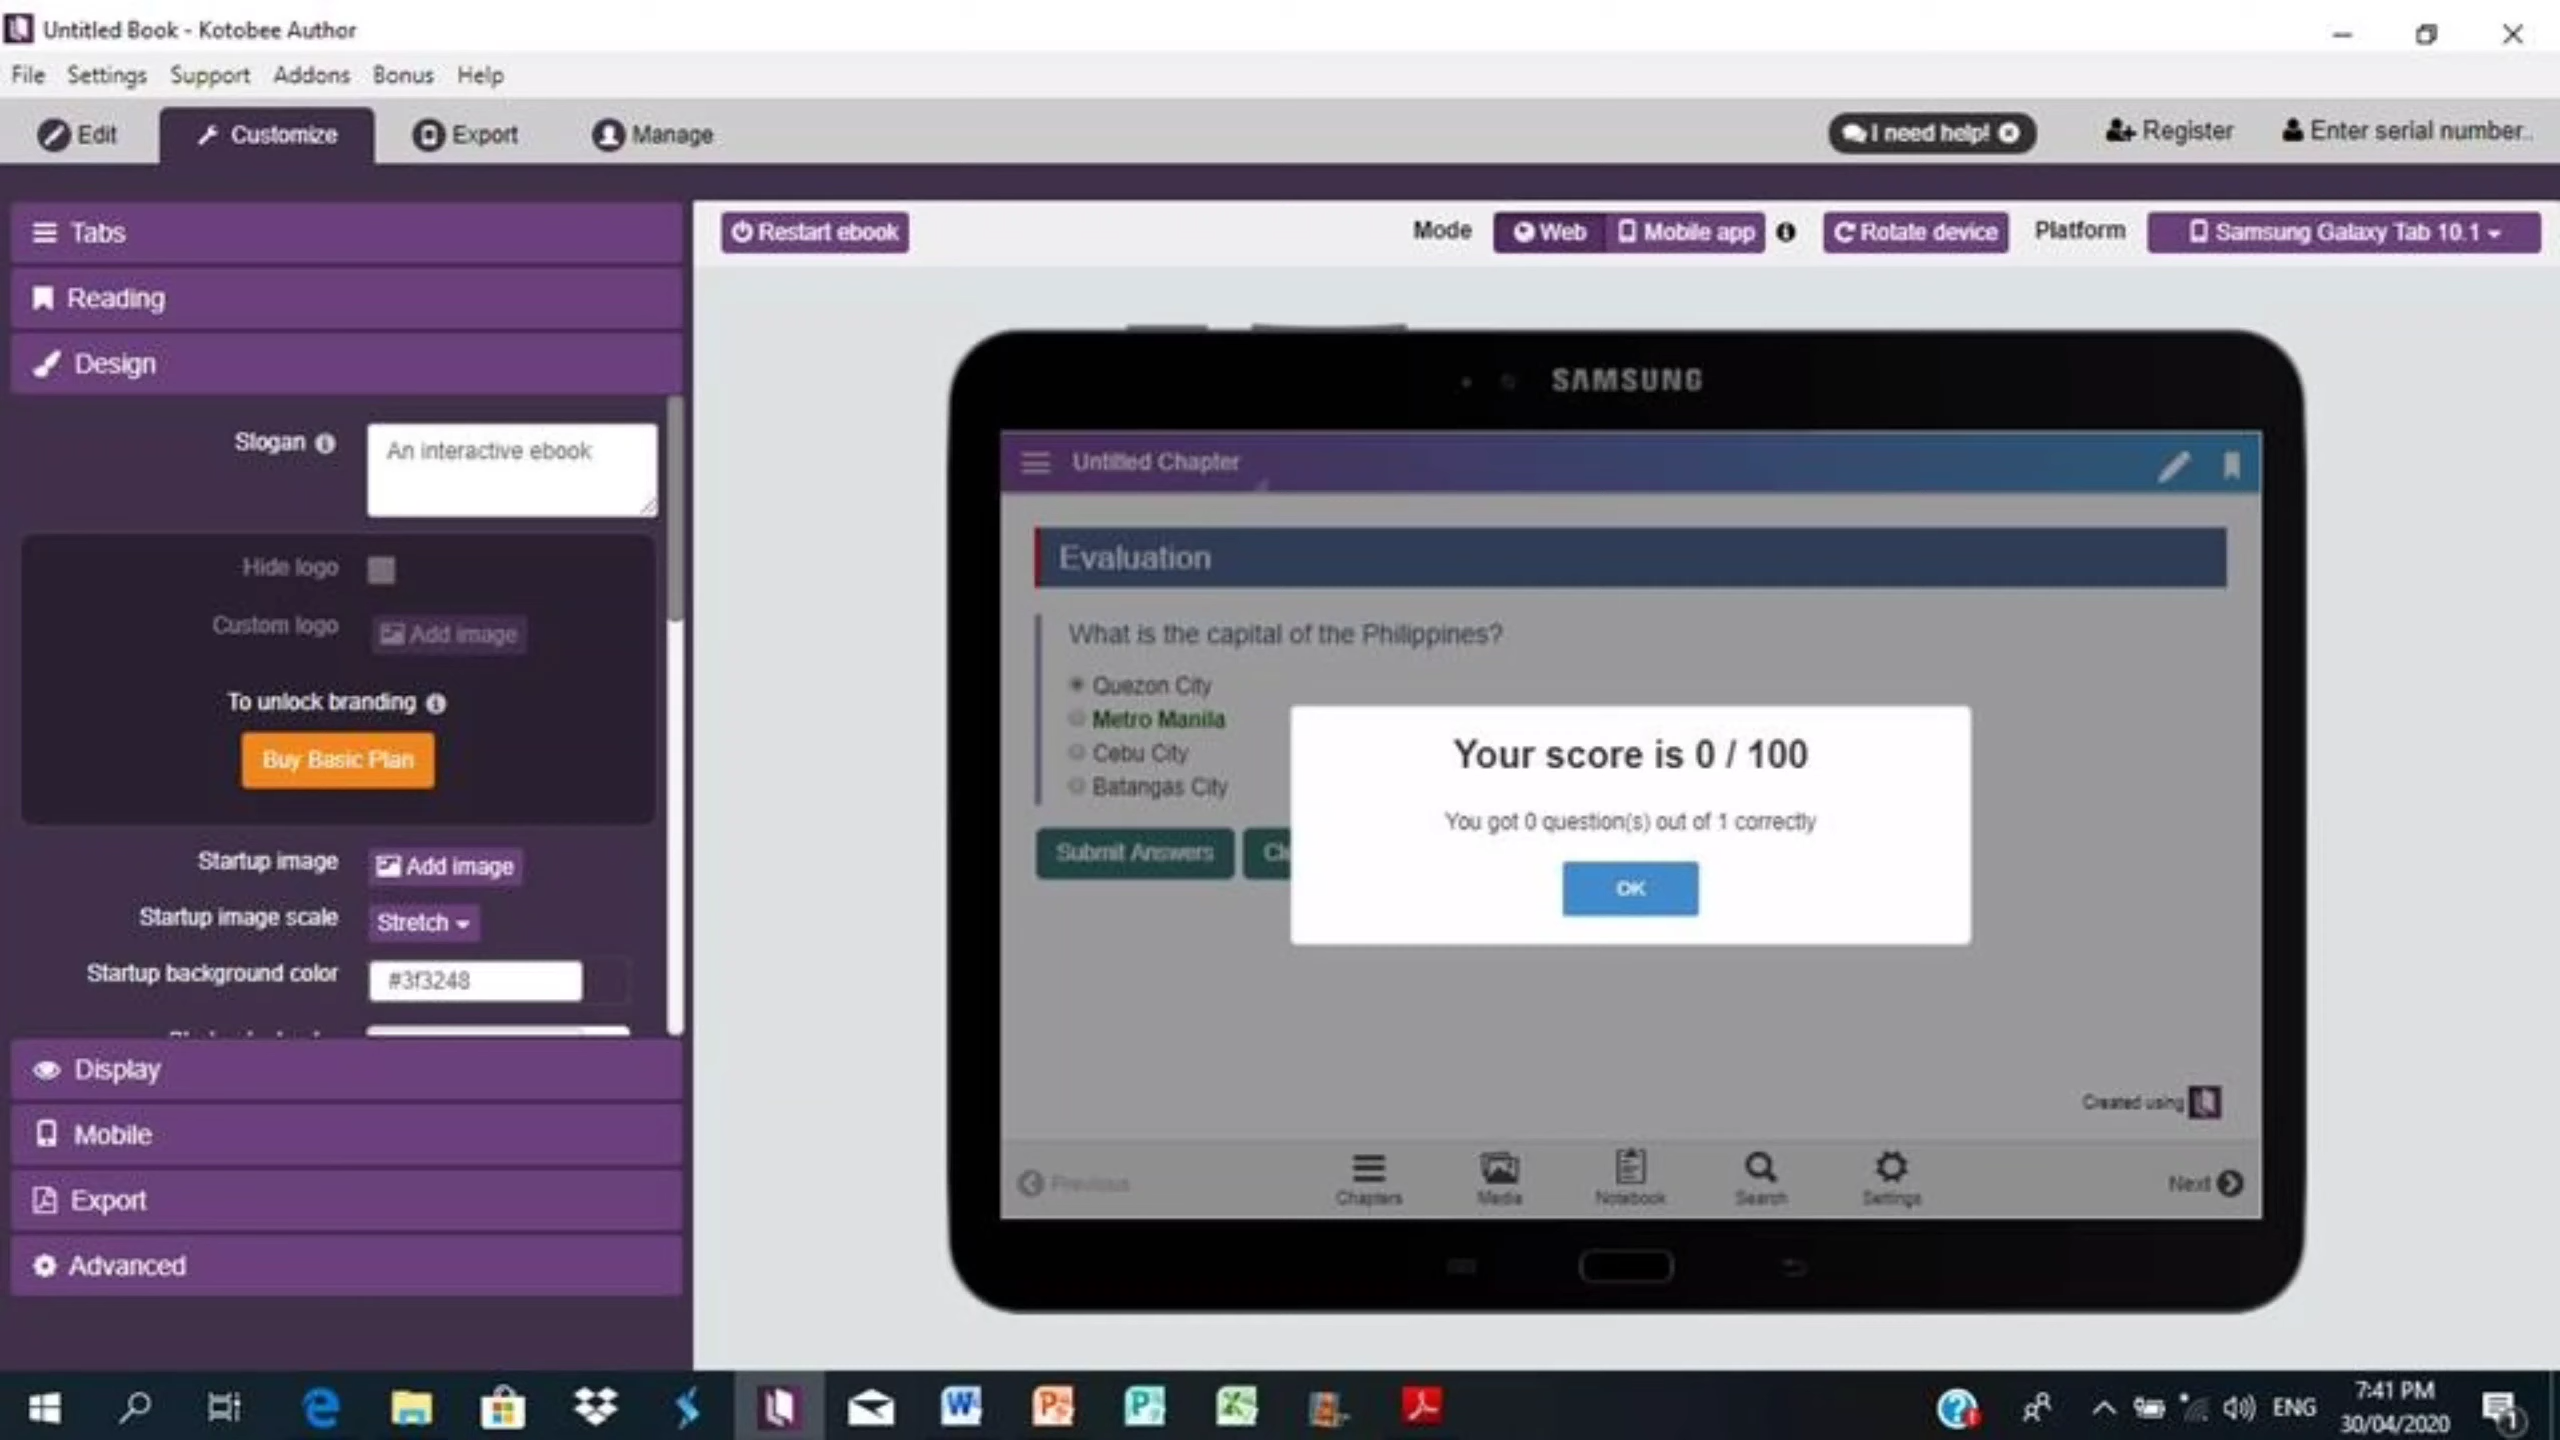 Untitled Book - Kotobee Author
File Settings Support Addons Bonus Help
Edit Customize Export Manage I need help! Register Enter serial number..
Tabs
Reading
Design
Slogan An interactive ebook
Hide logo
Custom logo Add image
To unlock branding
Buy Basic Plan
Startup image Add image
Startup image scale Stretch
Startup background color #3f3248
Display
Mobile
Export
Advanced
Restart ebook Mode Web Mobile app Rotate device Platform Samsung Galaxy Tab 10.1
SAMSUNG
Untitled Chapter
Evaluation
What is the capital of the Philippines?
Quezon City
Metro Manila
Cebu City
Batangas City
Submit Answers
Your score is 0 / 100
You got 0 question(s) out of 1 correctly
OK
Created using
Previous Chapters Media Notebook Search Settings Next
ENG 7:41 PM
30/04/2020